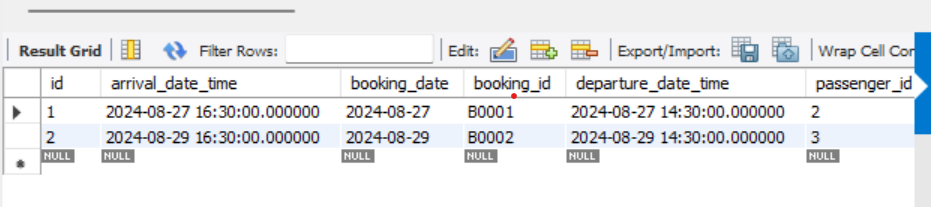 Result Grid Filter Rows: Edit: Export/Import: Wrap Cell Con
id arrival_date_time booking_date booking_id departure_date_time passenger_id
1 2024-08-27 16:30:00.000000 2024-08-27 B0001 2024-08-27 14:30:00.000000 2
2 2024-08-29 16:30:00.000000 2024-08-29 B0002 2024-08-29 14:30:00.000000 3
NULL NULL NULL NULL NULL NULL